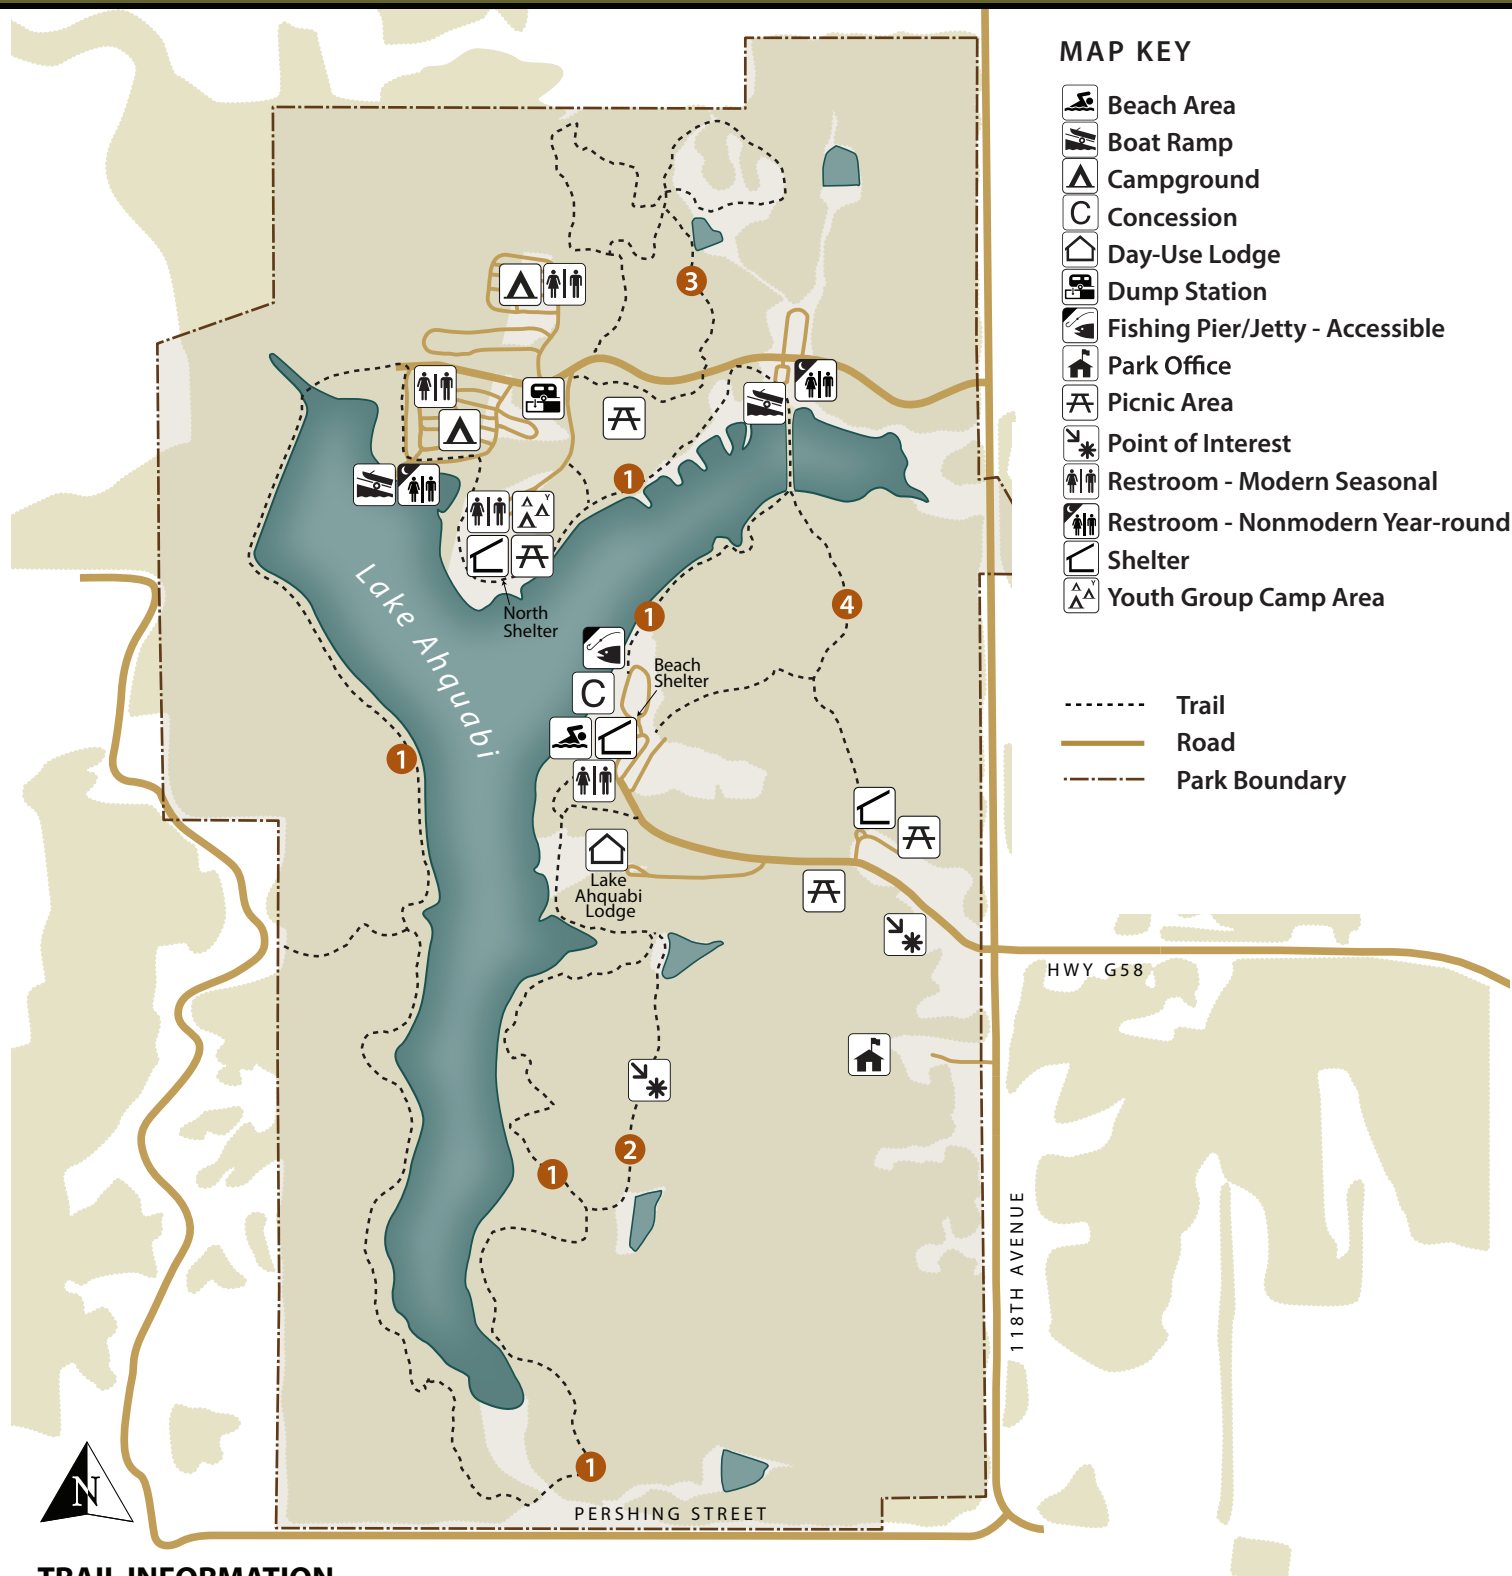 MAP KEY
Beach Area
Boat Ramp
Campground
C Concession
Day-Use Lodge
Dump Station
Fishing Pier/Jetty - Accessible
Park Office
Picnic Area
Point of Interest
Restroom - Modern Seasonal
Restroom - Nonmodern Year-round
Shelter
Y Youth Group Camp Area
Trail
Road
Park Boundary
3
1
Y
North
Shelter
4
1
Lake Ahquabi
C
Beach
Shelter
1
Lake
Ahquabi
Lodge
HWY G58
2
1
118TH AVENUE
1
N
PERSHING STREET
TRAIL INFORMATION